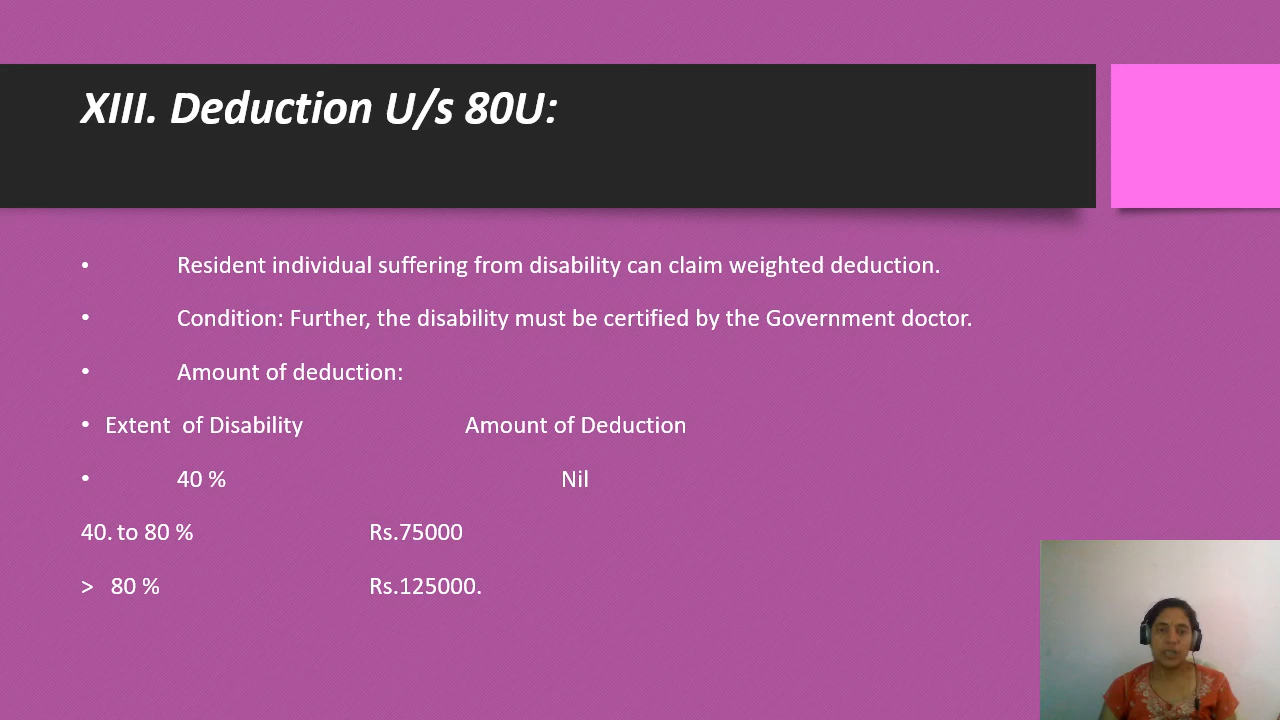 XIII. Deduction U/s 80U:
• Resident individual suffering from disability can claim weighted deduction.
• Condition: Further, the disability must be certified by the Government doctor.
• Amount of deduction:
• Extent of Disability Amount of Deduction
• 40 % Nil
40. to 80 % Rs.75000
> 80 % Rs.125000.